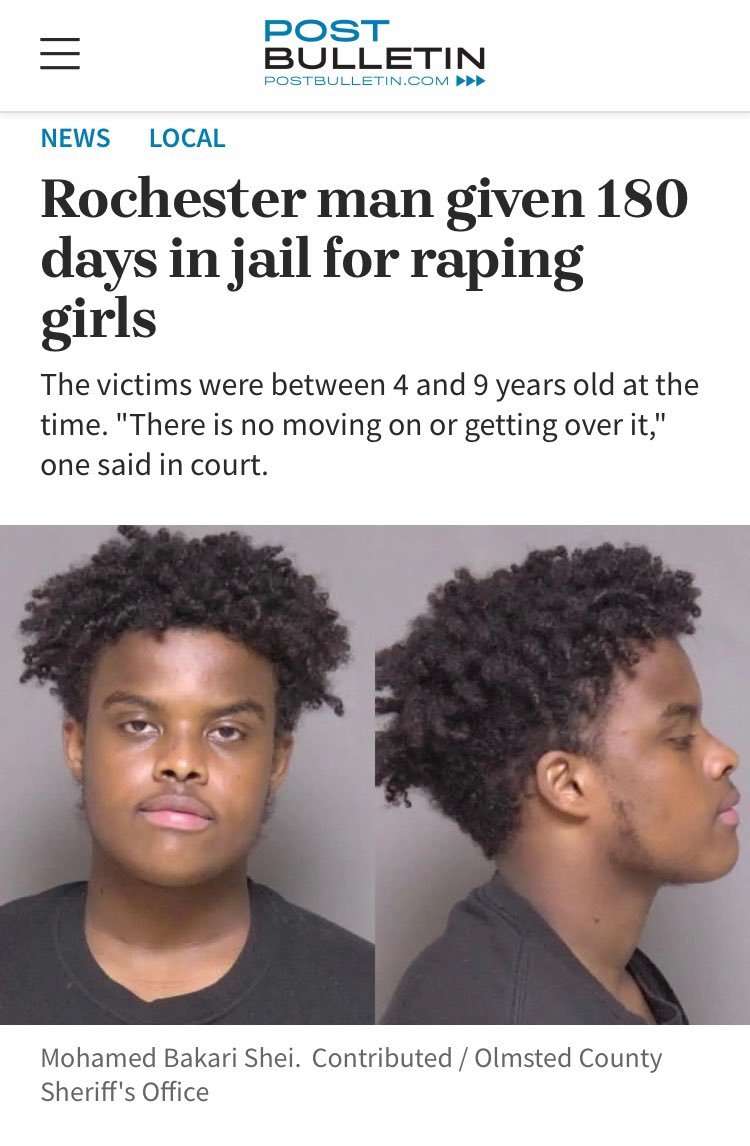 POST
BULLETIN
POSTBULLETIN.COM
NEWS LOCAL
Rochester man given 180
days in jail for raping
girls
The victims were between 4 and 9 years old at the
time. "There is no moving on or getting over it,"
one said in court.
Mohamed Bakari Shei. Contributed / Olmsted County
Sheriff's Office